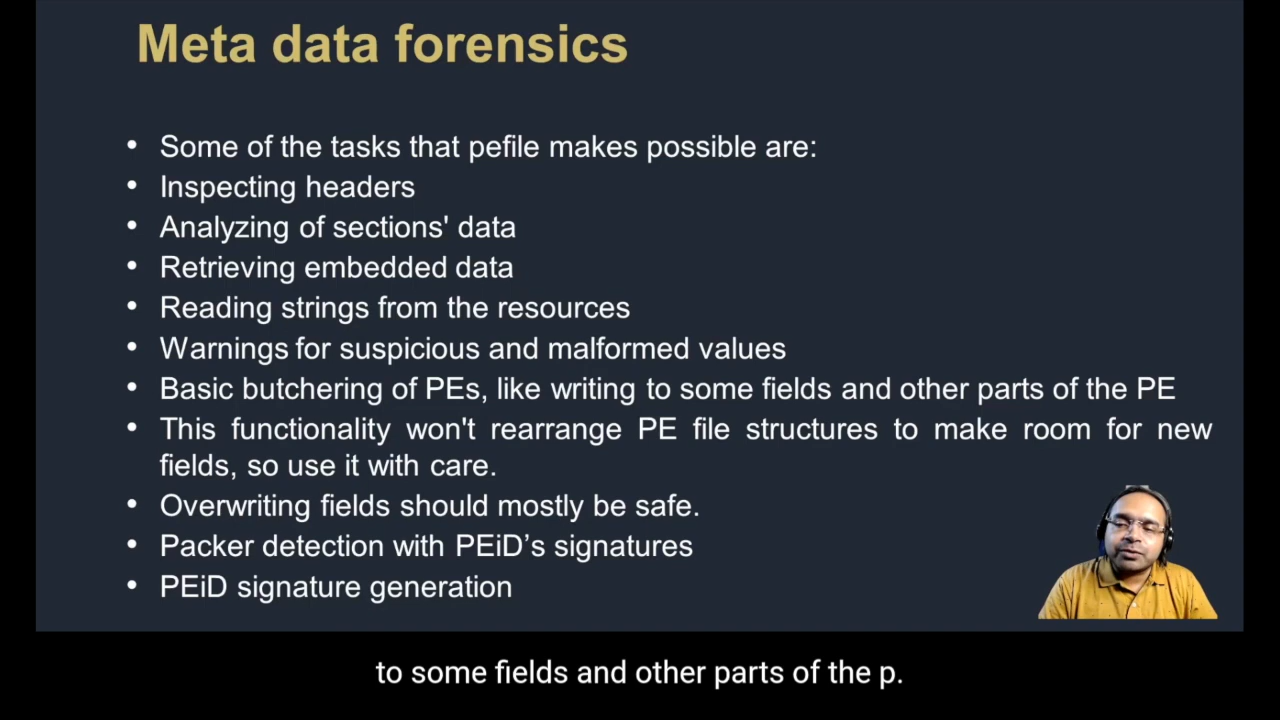 Meta data forensics
• Some of the tasks that pefile makes possible are:
• Inspecting headers
• Analyzing of sections' data
• Retrieving embedded data
• Reading strings from the resources
• Warnings for suspicious and malformed values
• Basic butchering of PEs, like writing to some fields and other parts of the PE
• This functionality won't rearrange PE file structures to make room for new
fields, so use it with care.
• Overwriting fields should mostly be safe.
• Packer detection with PEiD’s signatures
• PEiD signature generation
to some fields and other parts of the p.